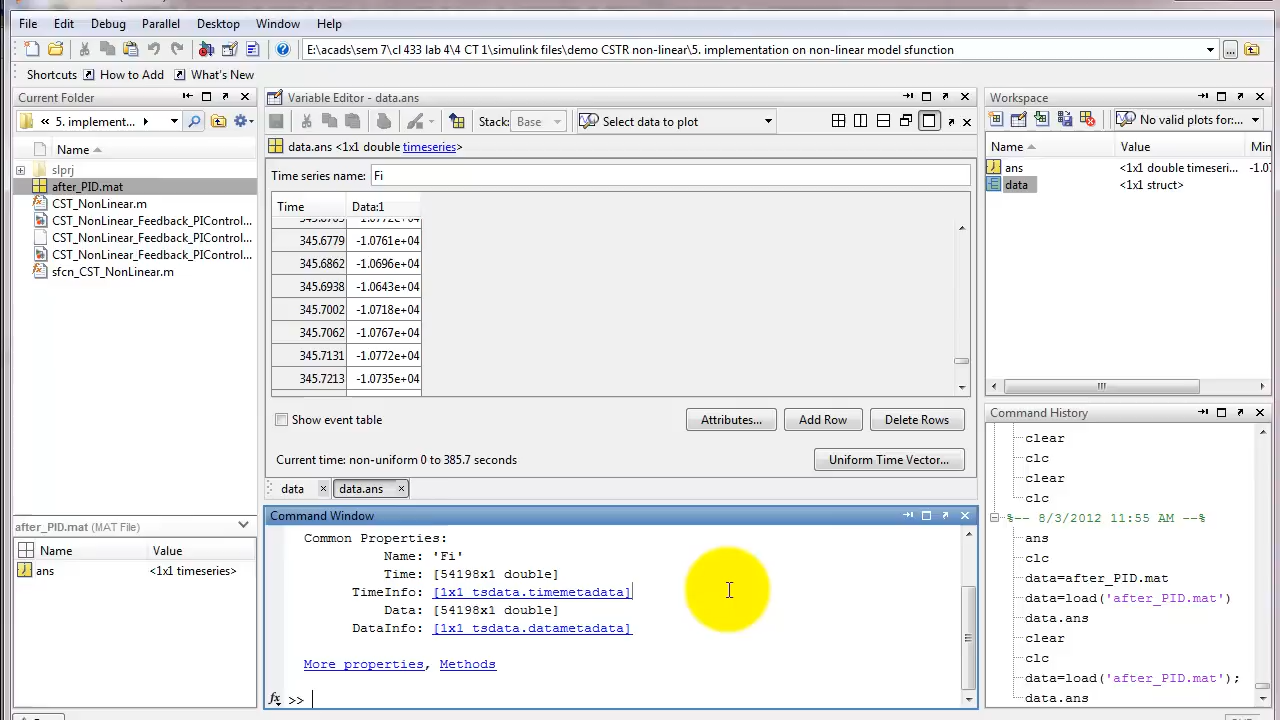 File Edit Debug Parallel Desktop Window Help
E:\acads\sem 7\cl 433 lab 4\4 CT 1\simulink files\demo CSTR non-linear\5. implementation on non-linear model sfunction
Shortcuts How to Add What's New
Current Folder
« 5. implement...
Name
slprj
after_PID.mat
CST_NonLinear.m
CST_NonLinear_Feedback_PIControl...
CST_NonLinear_Feedback_PIControl...
CST_NonLinear_Feedback_PIControl...
sfcn_CST_NonLinear.m
after_PID.mat (MAT File)
Name Value
ans <1x1 timeseries>
Variable Editor - data.ans
Stack: Base Select data to plot
data.ans <1x1 double timeseries>
Time series name: Fi
Time Data:1
345.6779 -1.0761e+04
345.6862 -1.0696e+04
345.6938 -1.0643e+04
345.7002 -1.0718e+04
345.7062 -1.0767e+04
345.7131 -1.0772e+04
345.7213 -1.0735e+04
Show event table Attributes... Add Row Delete Rows
Current time: non-uniform 0 to 385.7 seconds Uniform Time Vector...
data data.ans
Command Window
Common Properties:
Name: 'Fi'
Time: [54198x1 double]
TimeInfo: [1x1 tsdata.timemetadata]
Data: [54198x1 double]
DataInfo: [1x1 tsdata.datametadata]
More properties, Methods
fx >>
Workspace
No valid plots for:...
Name Value Min
ans <1x1 double timeseri... -1.07
data <1x1 struct>
Command History
clear
clc
clear
clc
%-- 8/3/2012 11:55 AM --%
ans
clc
data=after_PID.mat
data=load('after_PID.mat')
data.ans
clear
clc
data=load('after_PID.mat');
data.ans